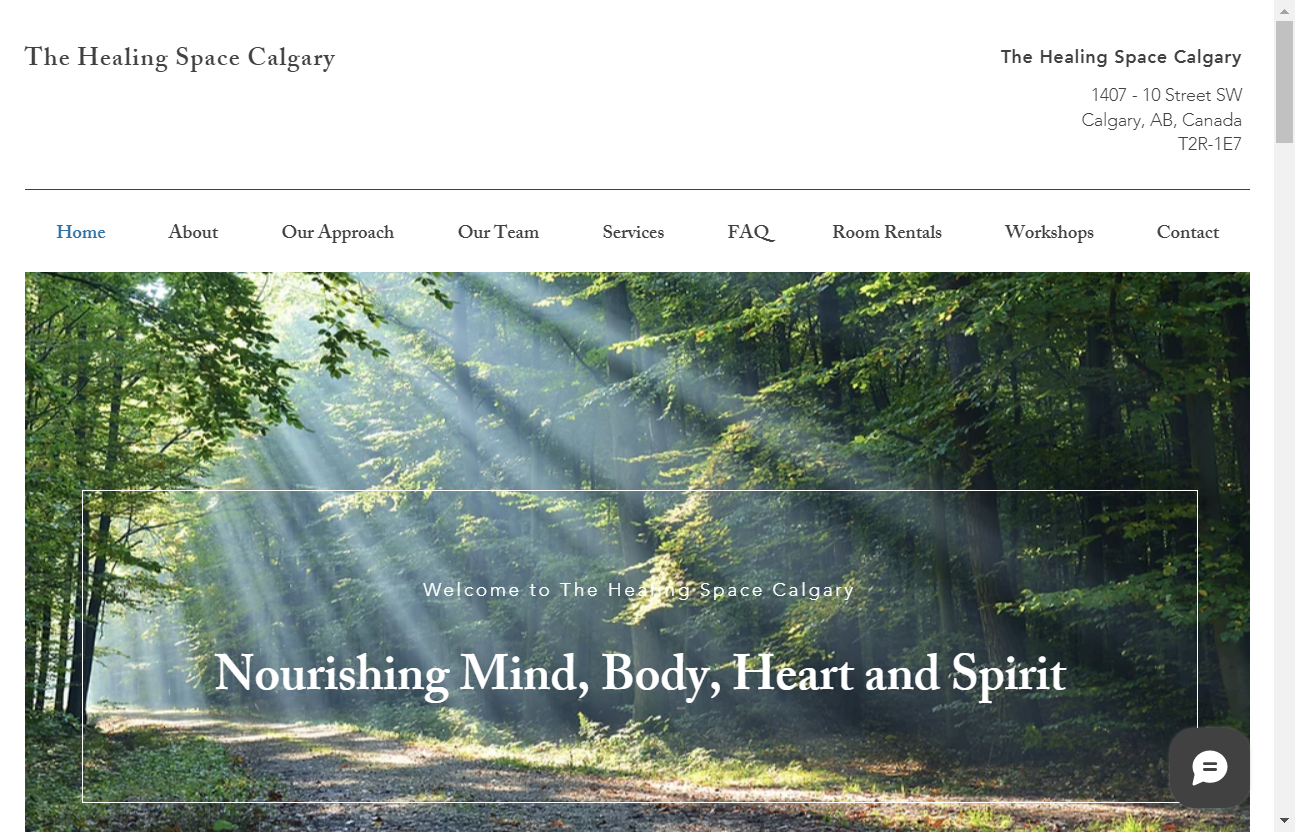 The Healing Space Calgary
The Healing Space Calgary
1407 - 10 Street SW
Calgary, AB, Canada
T2R-1E7
Home About Our Approach Our Team Services FAQ Room Rentals Workshops Contact
Welcome to The Healing Space Calgary
Nourishing Mind, Body, Heart and Spirit